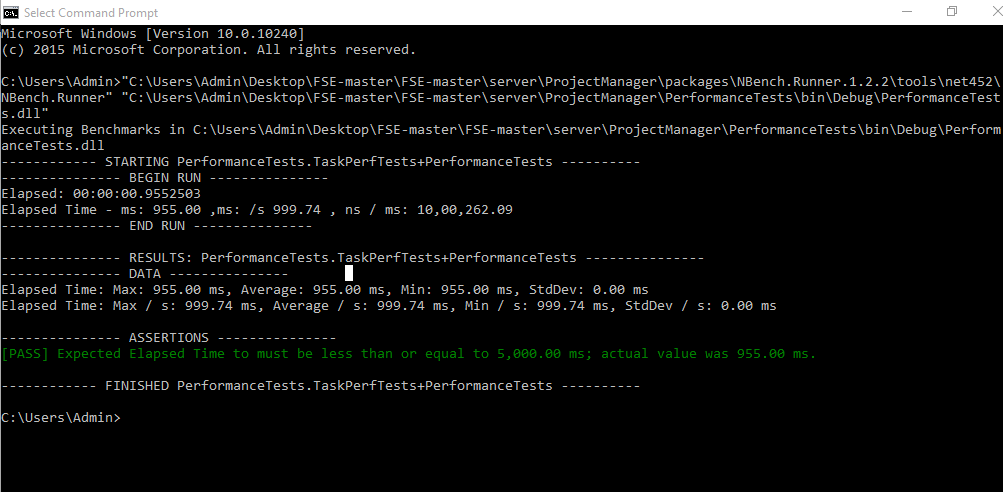 Select Command Prompt
Microsoft Windows [Version 10.0.10240]
(c) 2015 Microsoft Corporation. All rights reserved.
C:\Users\Admin>"C:\Users\Admin\Desktop\FSE-master\FSE-master\server\ProjectManager\packages\NBench.Runner.1.2.2\tools\net452\
NBench.Runner" "C:\Users\Admin\Desktop\FSE-master\FSE-master\server\ProjectManager\PerformanceTests\bin\Debug\PerformanceTest
s.dll"
Executing Benchmarks in C:\Users\Admin\Desktop\FSE-master\FSE-master\server\ProjectManager\PerformanceTests\bin\Debug\Perform
anceTests.dll
------------ STARTING PerformanceTests.TaskPerfTests+PerformanceTests ----------
--------------- BEGIN RUN ---------------
Elapsed: 00:00:00.9552503
Elapsed Time - ms: 955.00 ,ms: /s 999.74 , ns / ms: 10,00,262.09
--------------- END RUN ---------------
--------------- RESULTS: PerformanceTests.TaskPerfTests+PerformanceTests ---------------
--------------- DATA ---------------
Elapsed Time: Max: 955.00 ms, Average: 955.00 ms, Min: 955.00 ms, StdDev: 0.00 ms
Elapsed Time: Max / s: 999.74 ms, Average / s: 999.74 ms, Min / s: 999.74 ms, StdDev / s: 0.00 ms
--------------- ASSERTIONS ---------------
[PASS] Expected Elapsed Time to must be less than or equal to 5,000.00 ms; actual value was 955.00 ms.
------------ FINISHED PerformanceTests.TaskPerfTests+PerformanceTests ----------
C:\Users\Admin>